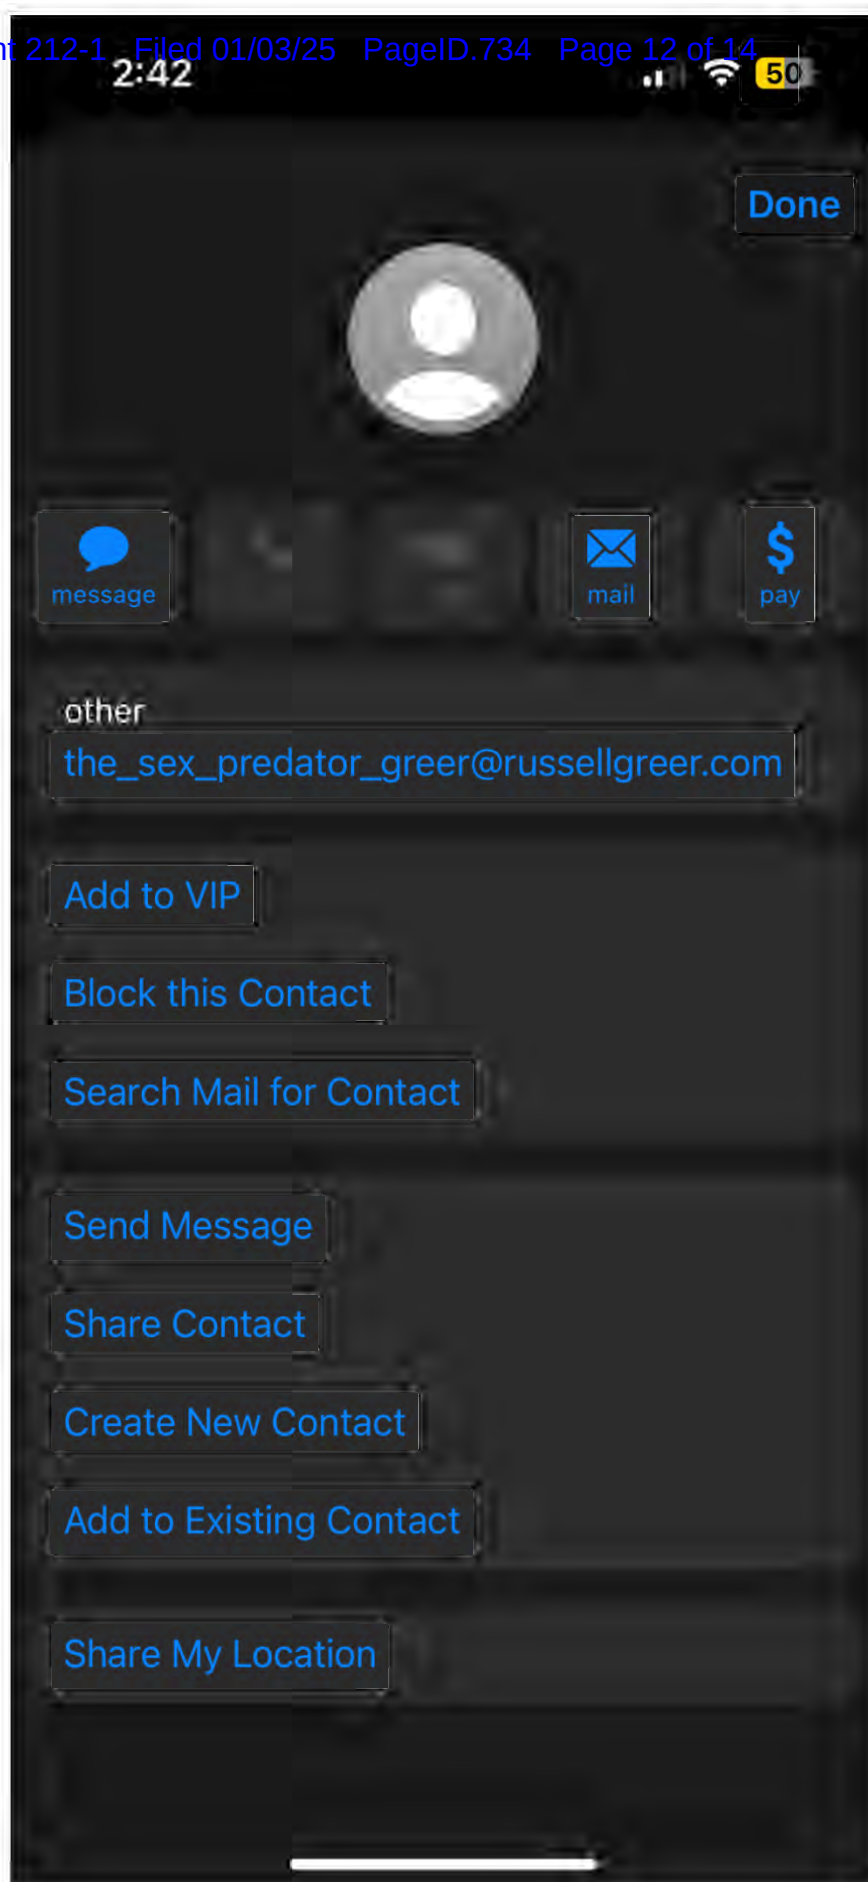 t 212-1 Filed 01/03/25 PageID.734 Page 12 of 14
2:42
50
Done
message
mail
pay
other
the_sex_predator_greer@russellgreer.com
Add to VIP
Block this Contact
Search Mail for Contact
Send Message
Share Contact
Create New Contact
Add to Existing Contact
Share My Location